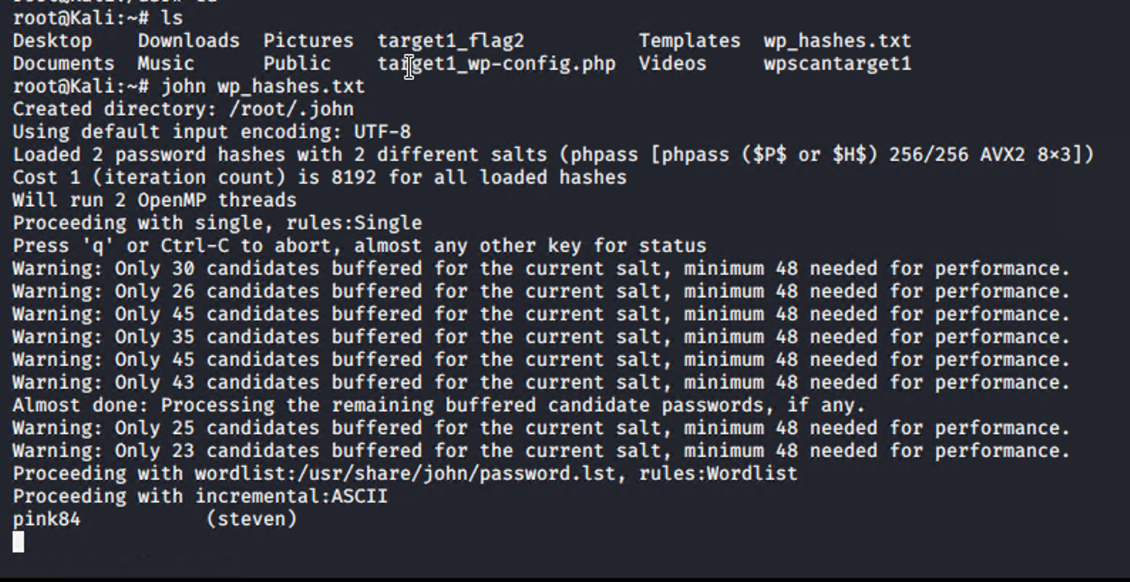 root@Kali:~# ls
Desktop Downloads Pictures target1_flag2 Templates wp_hashes.txt
Documents Music Public target1_wp-config.php Videos wpscantarget1
root@Kali:~# john wp_hashes.txt
Created directory: /root/.john
Using default input encoding: UTF-8
Loaded 2 password hashes with 2 different salts (phpass [phpass ($P$ or $H$) 256/256 AVX2 8×3])
Cost 1 (iteration count) is 8192 for all loaded hashes
Will run 2 OpenMP threads
Proceeding with single, rules:Single
Press 'q' or Ctrl-C to abort, almost any other key for status
Warning: Only 30 candidates buffered for the current salt, minimum 48 needed for performance.
Warning: Only 26 candidates buffered for the current salt, minimum 48 needed for performance.
Warning: Only 45 candidates buffered for the current salt, minimum 48 needed for performance.
Warning: Only 35 candidates buffered for the current salt, minimum 48 needed for performance.
Warning: Only 45 candidates buffered for the current salt, minimum 48 needed for performance.
Warning: Only 43 candidates buffered for the current salt, minimum 48 needed for performance.
Almost done: Processing the remaining buffered candidate passwords, if any.
Warning: Only 25 candidates buffered for the current salt, minimum 48 needed for performance.
Warning: Only 23 candidates buffered for the current salt, minimum 48 needed for performance.
Proceeding with wordlist:/usr/share/john/password.lst, rules:Wordlist
Proceeding with incremental:ASCII
pink84 (steven)